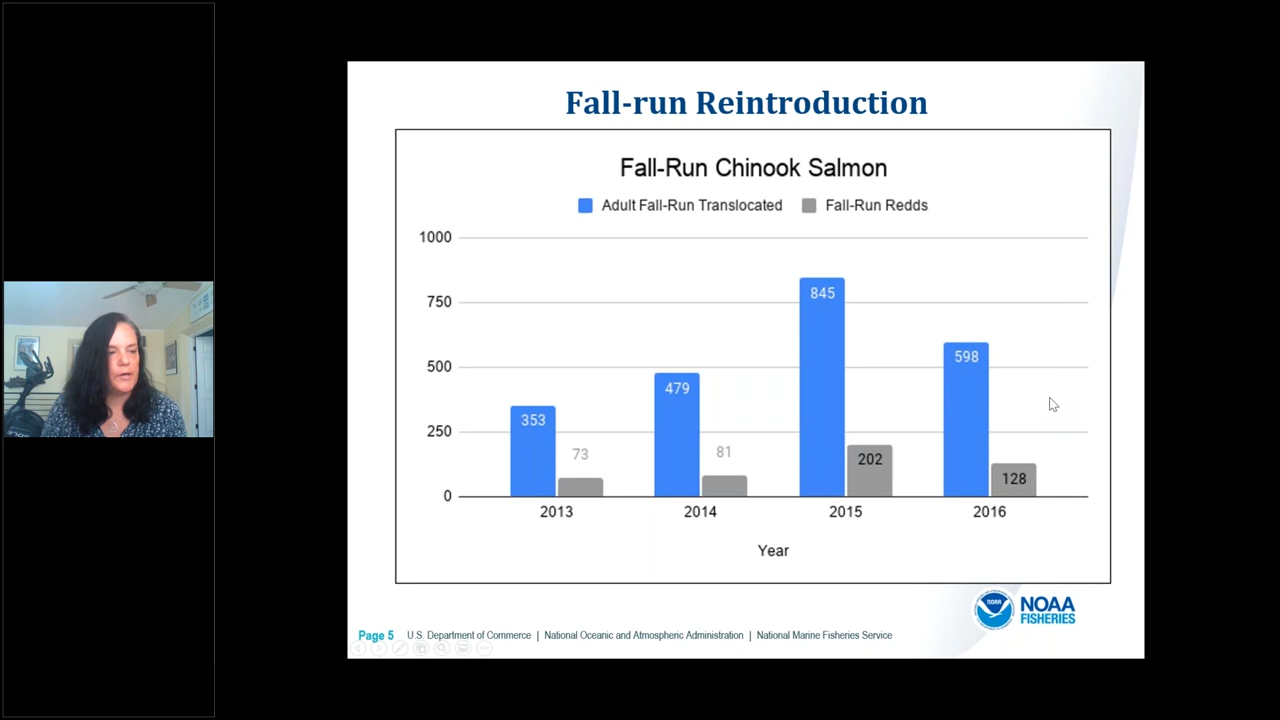 Fall-run Reintroduction
Fall-Run Chinook Salmon
Adult Fall-Run Translocated Fall-Run Redds
1000
750
500
250
0
353
73
479
81
845
202
598
128
2013 2014 2015 2016
Year
NOAA
NOAA
FISHERIES
Page 5 U.S. Department of Commerce | National Oceanic and Atmospheric Administration | National Marine Fisheries Service